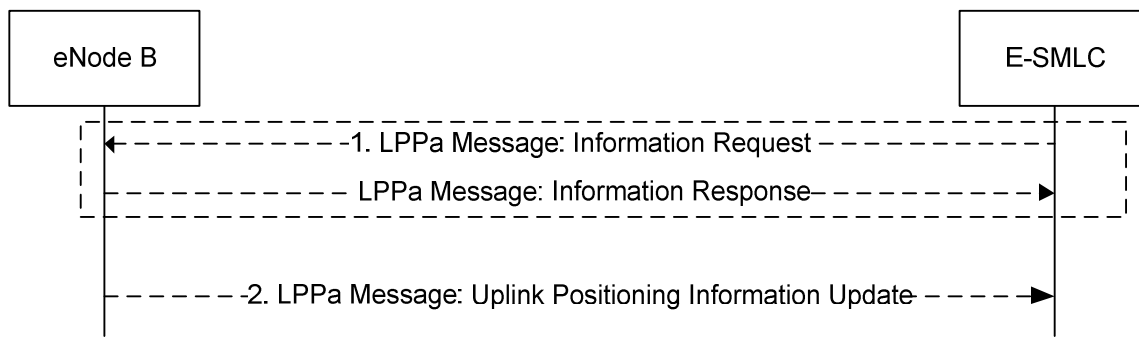 eNode B
E-SMLC
1. LPPa Message: Information Request
LPPa Message: Information Response
2. LPPa Message: Uplink Positioning Information Update